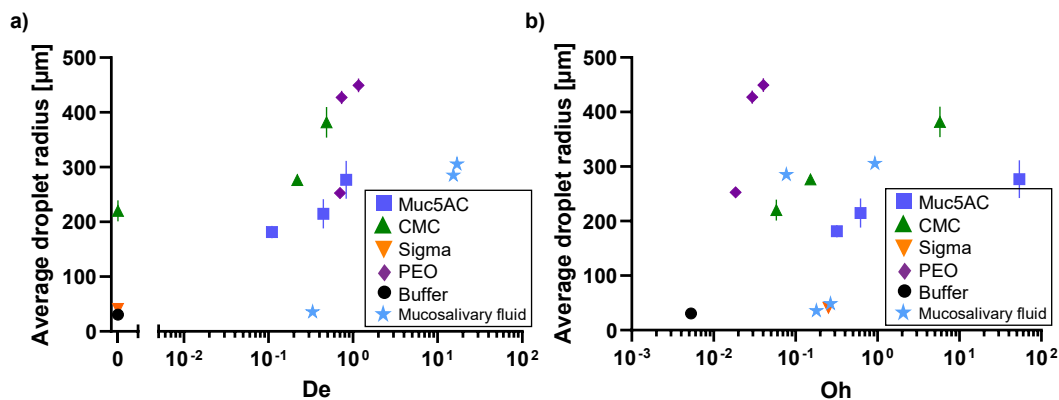 a)
Average droplet radius [µm]
500
400
300
200
100
0
0
10⁻²
10⁻¹
10⁰
10¹
10²
De
Muc5AC
CMC
Sigma
PEO
Buffer
Mucosalivary fluid
b)
Average droplet radius [µm]
500
400
300
200
100
0
10⁻³
10⁻²
10⁻¹
10⁰
10¹
10²
Oh
Muc5AC
CMC
Sigma
PEO
Buffer
Mucosalivary fluid